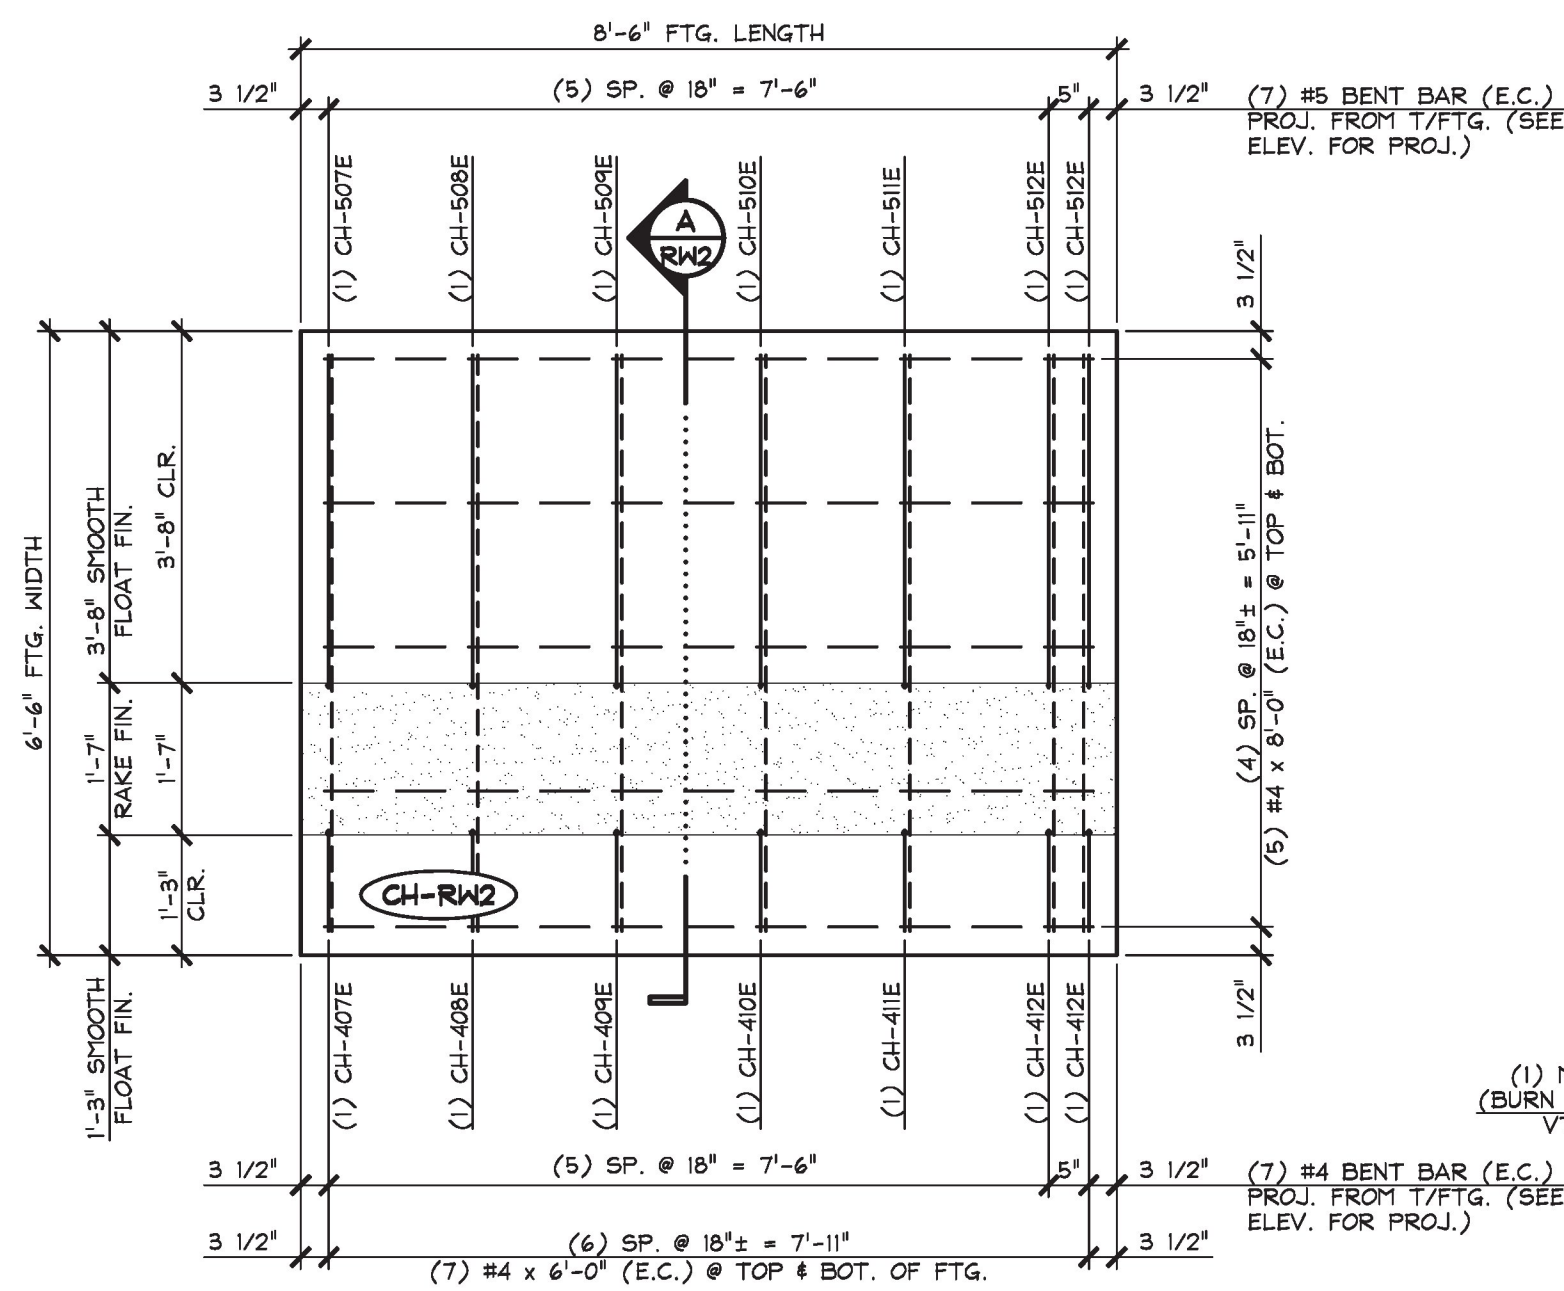 8'-6" FTG. LENGTH
3 1/2"
(5) SP. @ 18" = 7'-6"
5"
3 1/2"
(7) #5 BENT BAR (E.C.)
PROJ. FROM T/FTG. (SEE
ELEV. FOR PROJ.)
(1) CH-507E
(1) CH-508E
(1) CH-509E
(1) CH-510E
(1) CH-511E
(1) CH-512E
(1) CH-512E
A
RW2
3 1/2"
6'-6" FTG. WIDTH
3'-8" SMOOTH
FLOAT FIN.
3'-8" CLR.
1'-7"
RAKE FIN.
1'-7"
1'-3"
CLR.
1'-3" SMOOTH
FLOAT FIN.
(4) SP. @ 18"± = 5'-11"
(5) #4 x 8'-0" (E.C.) @ TOP & BOT.
3 1/2"
CH-RW2
(1) CH-407E
(1) CH-408E
(1) CH-409E
(1) CH-410E
(1) CH-411E
(1) CH-412E
(1) CH-412E
(1)
(BURN
3 1/2"
(5) SP. @ 18" = 7'-6"
5"
3 1/2"
(7) #4 BENT BAR (E.C.)
PROJ. FROM T/FTG. (SEE
ELEV. FOR PROJ.)
3 1/2"
(6) SP. @ 18"± = 7'-11"
3 1/2"
(7) #4 x 6'-0" (E.C.) @ TOP & BOT. OF FTG.